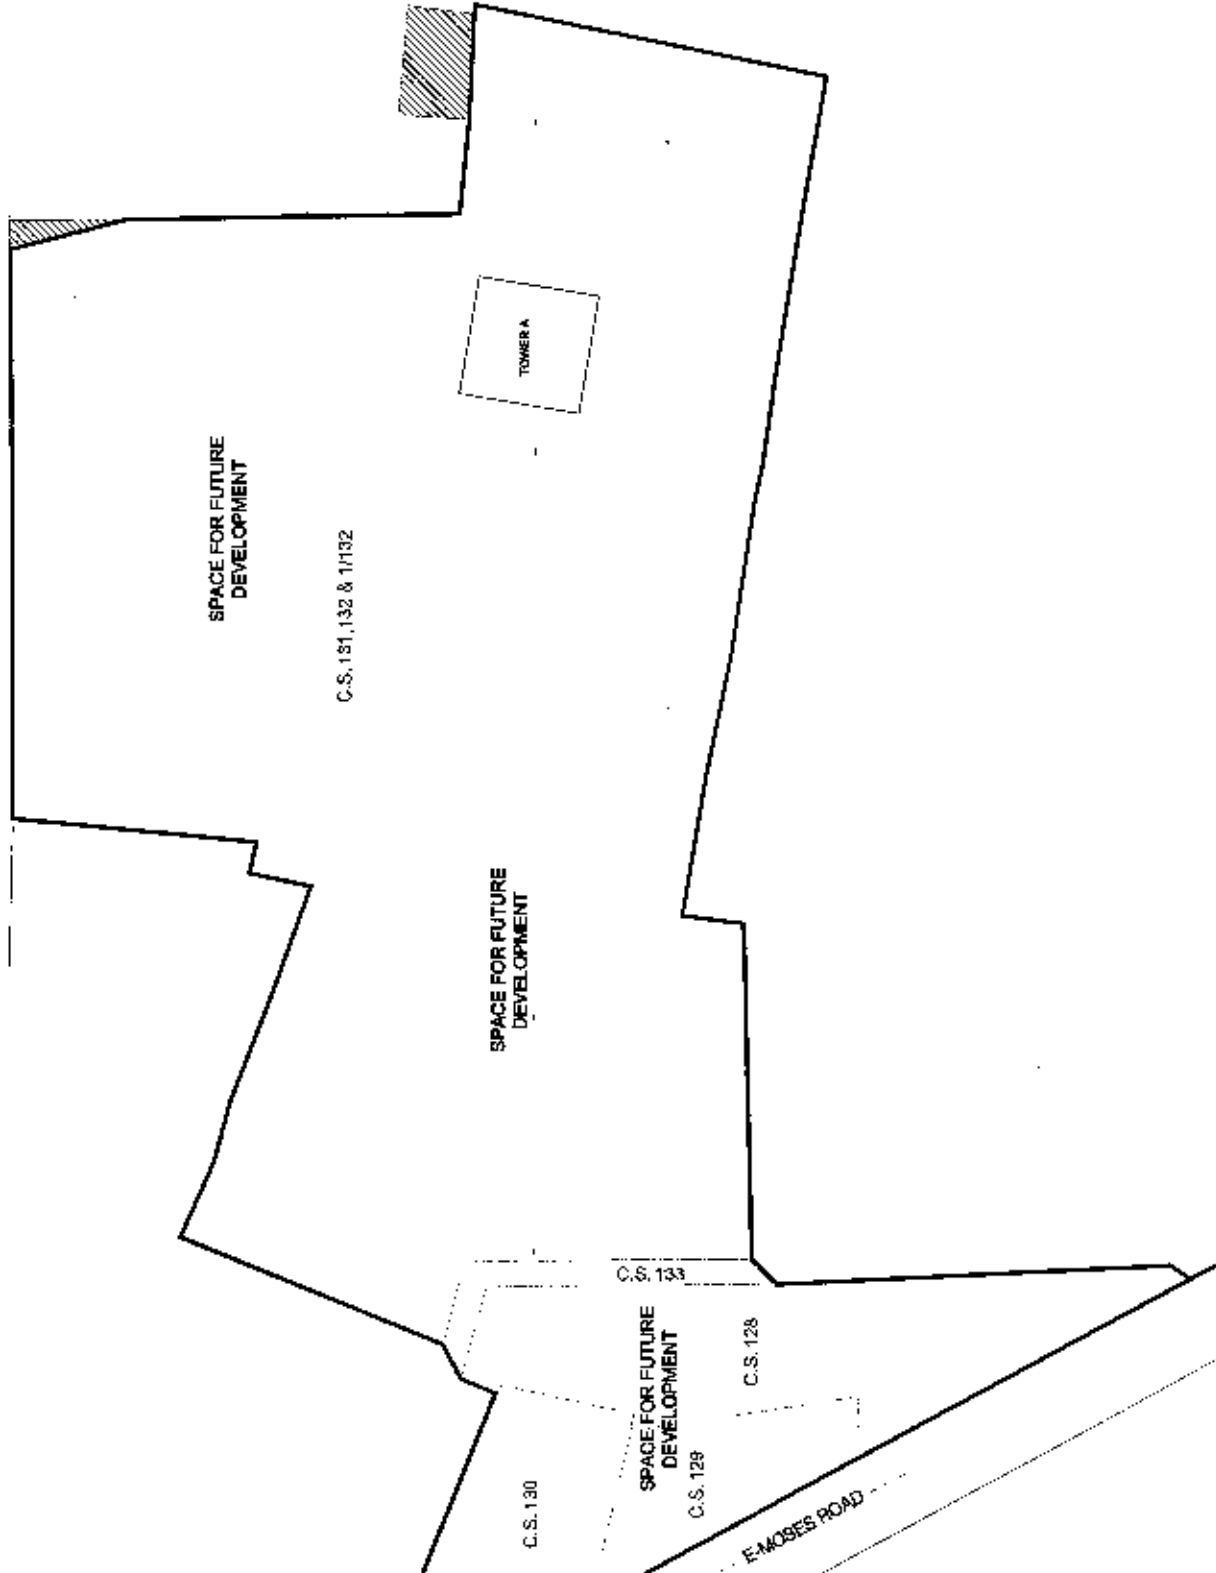 TOWER A
SPACE FOR FUTURE
DEVELOPMENT
C.S.131,132 & 1/132
SPACE FOR FUTURE
DEVELOPMENT
C.S. 133
SPACE FOR FUTURE
DEVELOPMENT
C.S. 128
C.S. 129
C.S. 130
E-MOSES ROAD